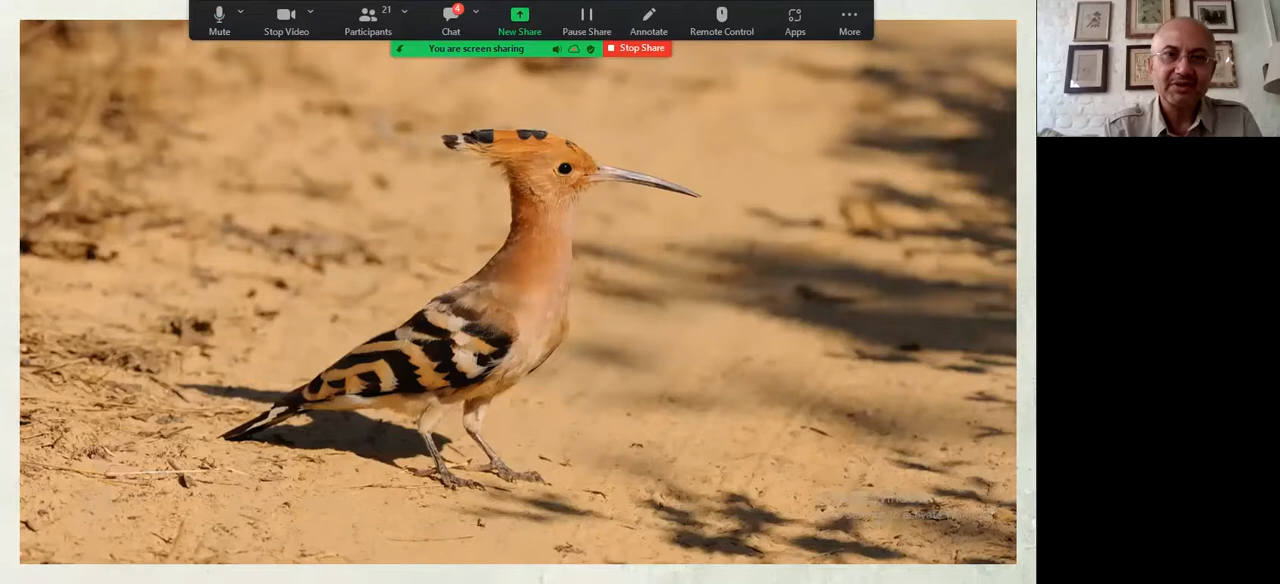 21
4
Mute
Stop Video
Participants
Chat
New Share
Pause Share
Annotate
Remote Control
Apps
More
You are screen sharing
Stop Share